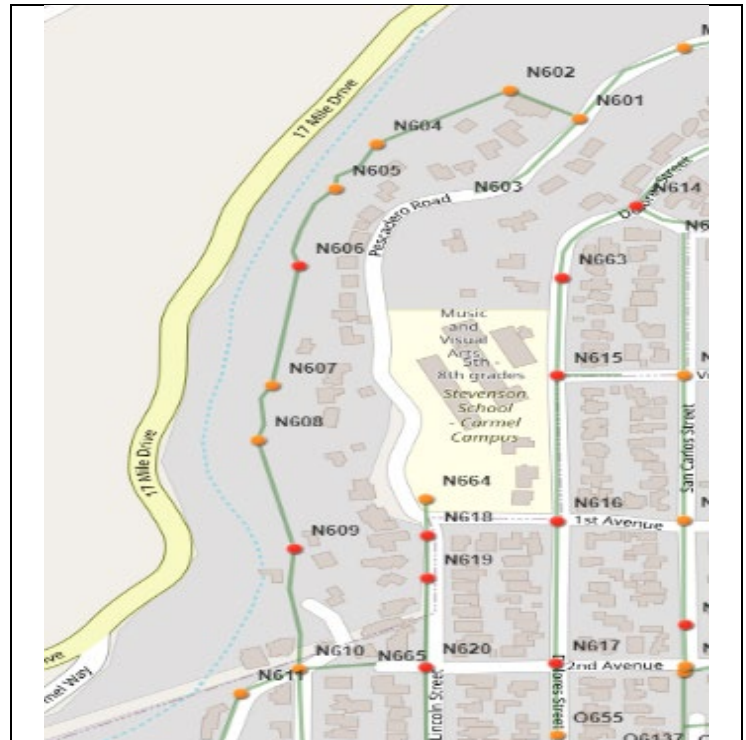 N602
N601
17 Mile Drive
N604
N605
N603
Pescadero Road
N614
N606
N663
Music
and
Visual
Arts
5th -
8th grades
Stevenson
School
- Carmel
Campus
N615
N607
N608
San Carlos Street
17 Mile Drive
N664
N618
N616
1st Avenue
N609
N619
N610
N665
N620
N617
2nd Avenue
N611
Lincoln Street
Dolores Street
O655
O6137